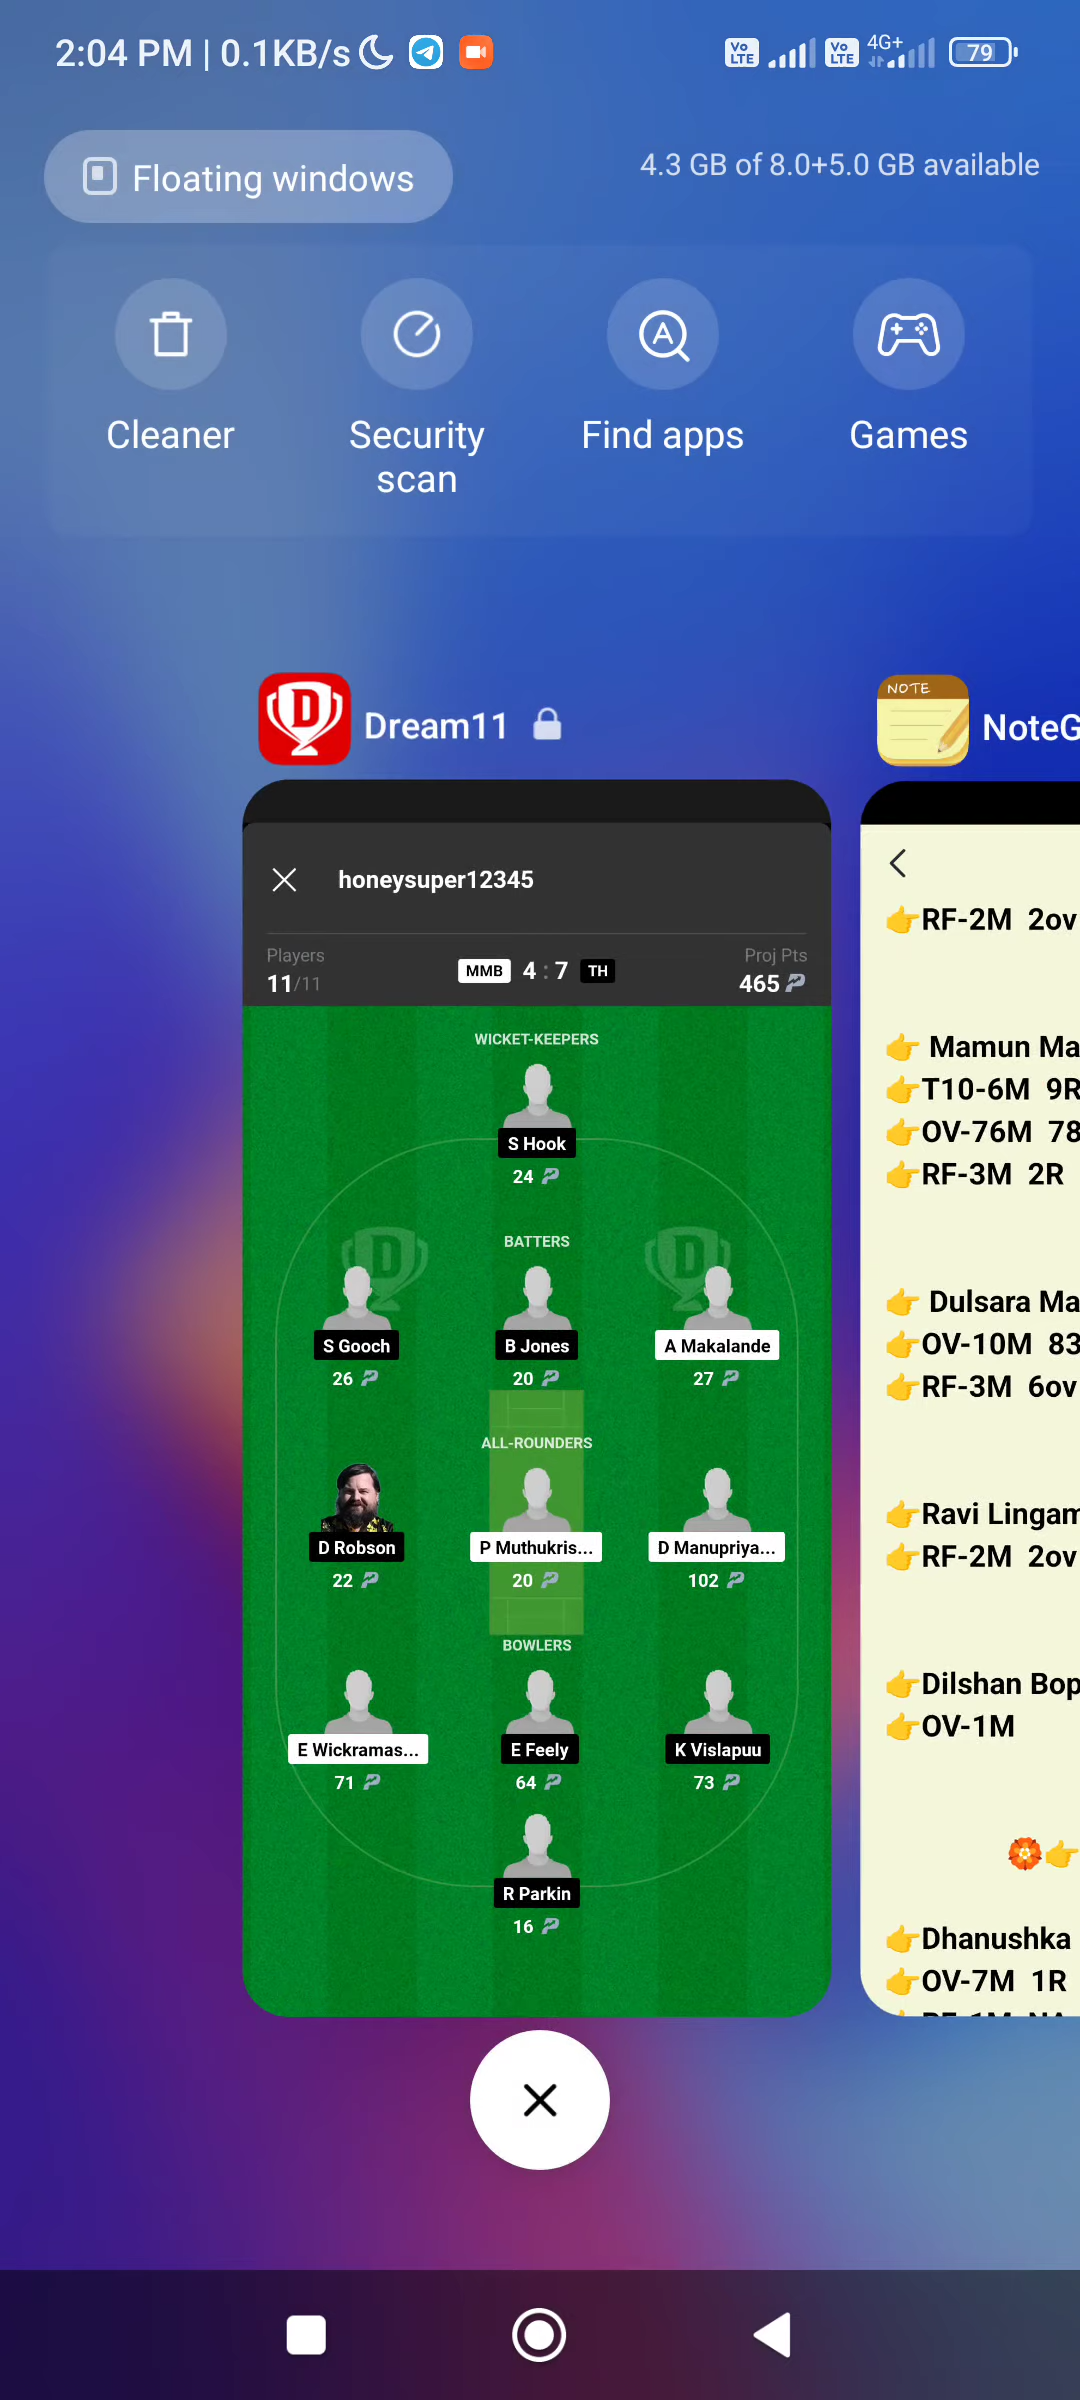 2:04 PM | 0.1KB/s
Vo LTE
Vo LTE
4G+
79
Floating windows
4.3 GB of 8.0+5.0 GB available
Cleaner
Security scan
Find apps
Games
Dream11
honeysuper12345
Players
11/11
MMB 4 : 7 TH
Proj Pts
465
WICKET-KEEPERS
S Hook
24
BATTERS
S Gooch
26
B Jones
20
A Makalande
27
ALL-ROUNDERS
D Robson
22
P Muthukris...
20
D Manupriya...
102
BOWLERS
E Wickramas...
71
E Feely
64
K Vislapuu
73
R Parkin
16
NOTE
NoteG
👉RF-2M 2ov
👉 Mamun Ma
👉T10-6M 9R
👉OV-76M 78
👉RF-3M 2R
👉 Dulsara Ma
👉OV-10M 83
👉RF-3M 6ov
👉Ravi Lingam
👉RF-2M 2ov
👉Dilshan Bop
👉OV-1M
🏵👉
👉Dhanushka
👉OV-7M 1R